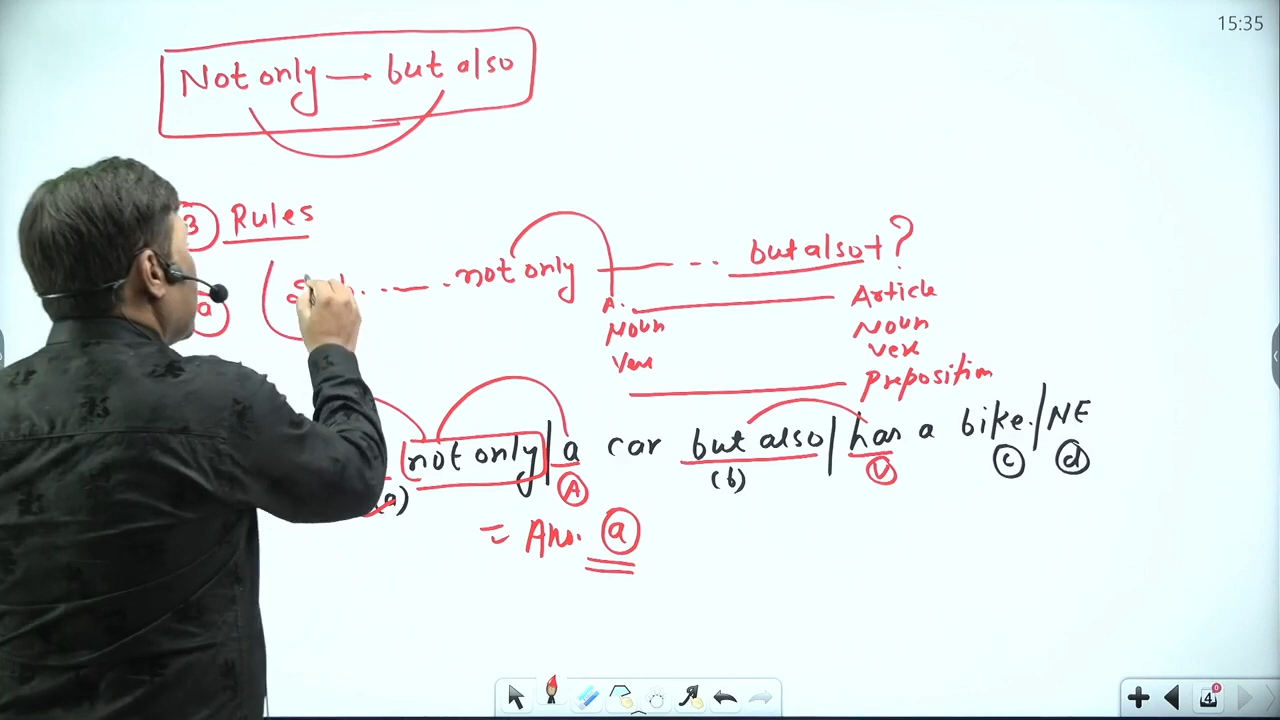 15:35
Not only → but also
3 Rules
not only — .. but also + ?
a
A. Article
Noun Noun
Verb Verb
Preposition
not only / a car but also / has a bike. / NE
(a) A (b) V c d
= Ans. a
4